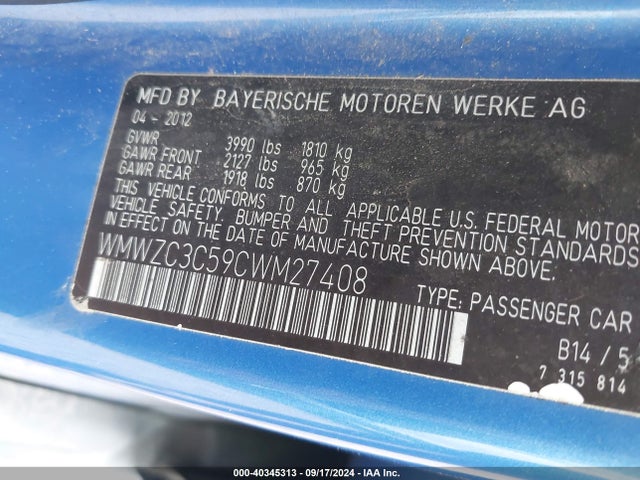 MFD BY BAYERISCHE MOTOREN WERKE AG
04 - 2012
GVWR 3990 lbs 1810 kg
GAWR FRONT 2127 lbs 965 kg
GAWR REAR 1918 lbs 870 kg
THIS VEHICLE CONFORMS TO ALL APPLICABLE U.S. FEDERAL MOTOR
VEHICLE SAFETY, BUMPER AND THEFT PREVENTION STANDARDS
IN EFFECT ON THE DATE OF MANUFACTURE SHOWN ABOVE.
WMWZC3C59CWM27408
TYPE: PASSENGER CAR
B14 / 5
7 315 814
000-40345313 - 09/17/2024 - IAA Inc.